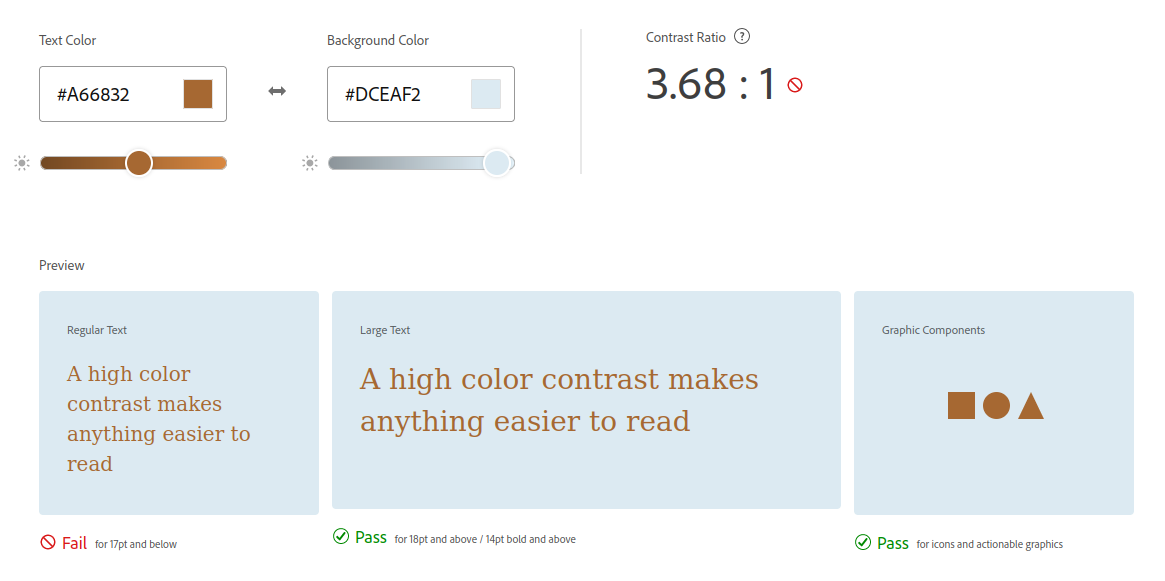 Text Color
Background Color
Contrast Ratio ?
#A66832
#DCEAF2
3.68 : 1
Preview
Regular Text
A high color
contrast makes
anything easier to
read
Fail for 17pt and below
Large Text
A high color contrast makes
anything easier to read
Pass for 18pt and above / 14pt bold and above
Graphic Components
Pass for icons and actionable graphics